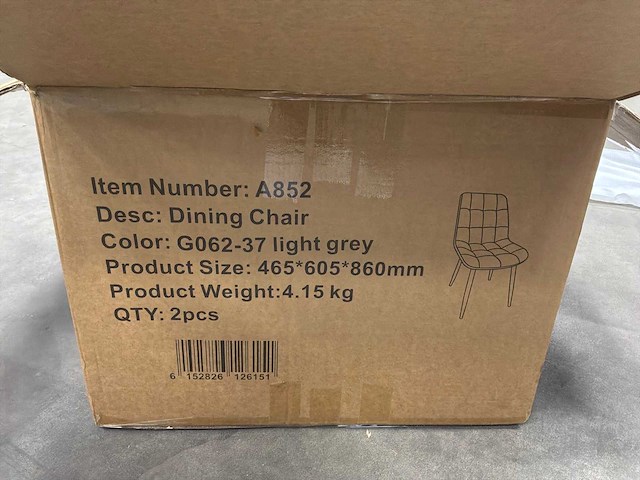 Item Number: A852
Desc: Dining Chair
Color: G062-37 light grey
Product Size: 465*605*860mm
Product Weight:4.15 kg
QTY: 2pcs
6 152826 126151